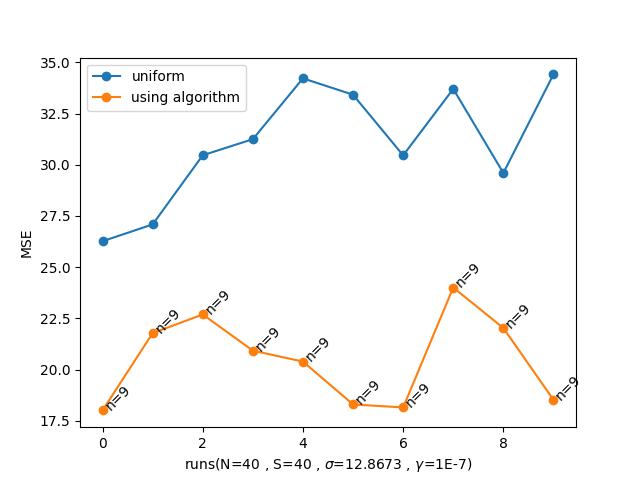 uniform
using algorithm
35.0
32.5
30.0
27.5
25.0
22.5
20.0
17.5
MSE
n=9
n=9
n=9
n=9
n=9
n=9
n=9
n=9
n=9
n=9
0 2 4 6 8
runs(N=40 , S=40 , σ=12.8673 , γ=1E-7)